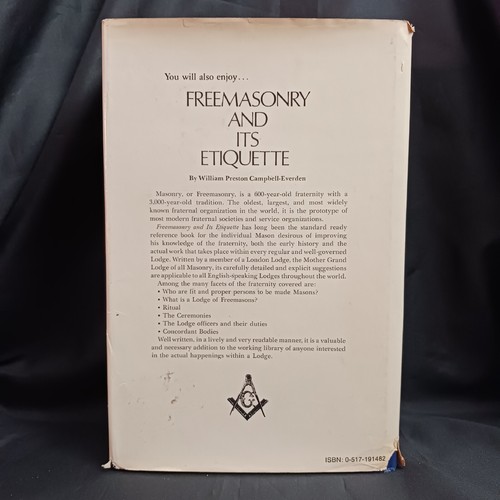 You will also enjoy...
FREEMASONRY
AND
ITS
ETIQUETTE
By William Preston Campbell-Everden
Masonry, or Freemasonry, is a 600-year-old fraternity with a
3,000-year-old tradition. The oldest, largest, and most widely
known fraternal organization in the world, it is the prototype of
most modern fraternal societies and service organizations.
Freemasonry and Its Etiquette has long been the standard ready
reference book for the individual Mason desirous of improving
his knowledge of the fraternity, both the early history and the
actual work that takes place within every regular and well-governed
Lodge. Written by a member of a London Lodge, the Mother Grand
Lodge of all Masonry, its carefully detailed and explicit suggestions
are applicable to all English-speaking Lodges throughout the world.
Among the many facets of the fraternity covered are:
• Who are fit and proper persons to be made Masons?
• What is a Lodge of Freemasons?
• Ritual
• The Ceremonies
• The Lodge officers and their duties
• Concordant Bodies
Well written, in a lively and very readable manner, it is a valuable
and necessary addition to the working library of anyone interested
in the actual happenings within a Lodge.
G
ISBN: 0-517-191482